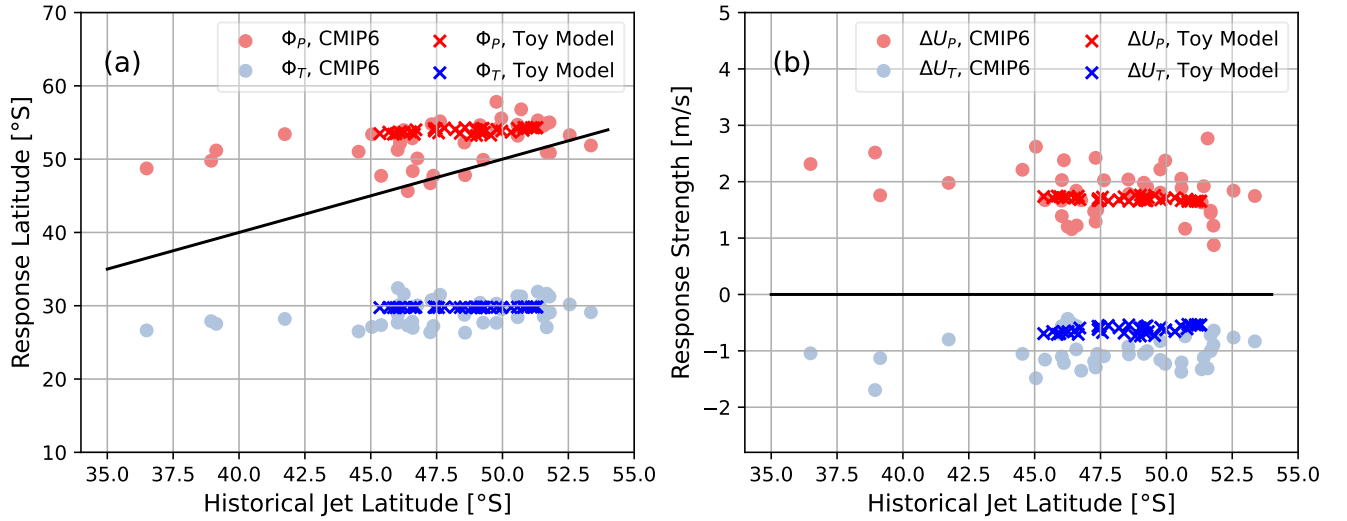 70
60
50
40
30
20
10
Response Latitude [°S]
(a)
Φ_P, CMIP6
Φ_T, CMIP6
Φ_P, Toy Model
Φ_T, Toy Model
35.0 37.5 40.0 42.5 45.0 47.5 50.0 52.5 55.0
Historical Jet Latitude [°S]
5
4
3
2
1
0
−1
−2
Response Strength [m/s]
(b)
ΔU_P, CMIP6
ΔU_T, CMIP6
ΔU_P, Toy Model
ΔU_T, Toy Model
35.0 37.5 40.0 42.5 45.0 47.5 50.0 52.5 55.0
Historical Jet Latitude [°S]